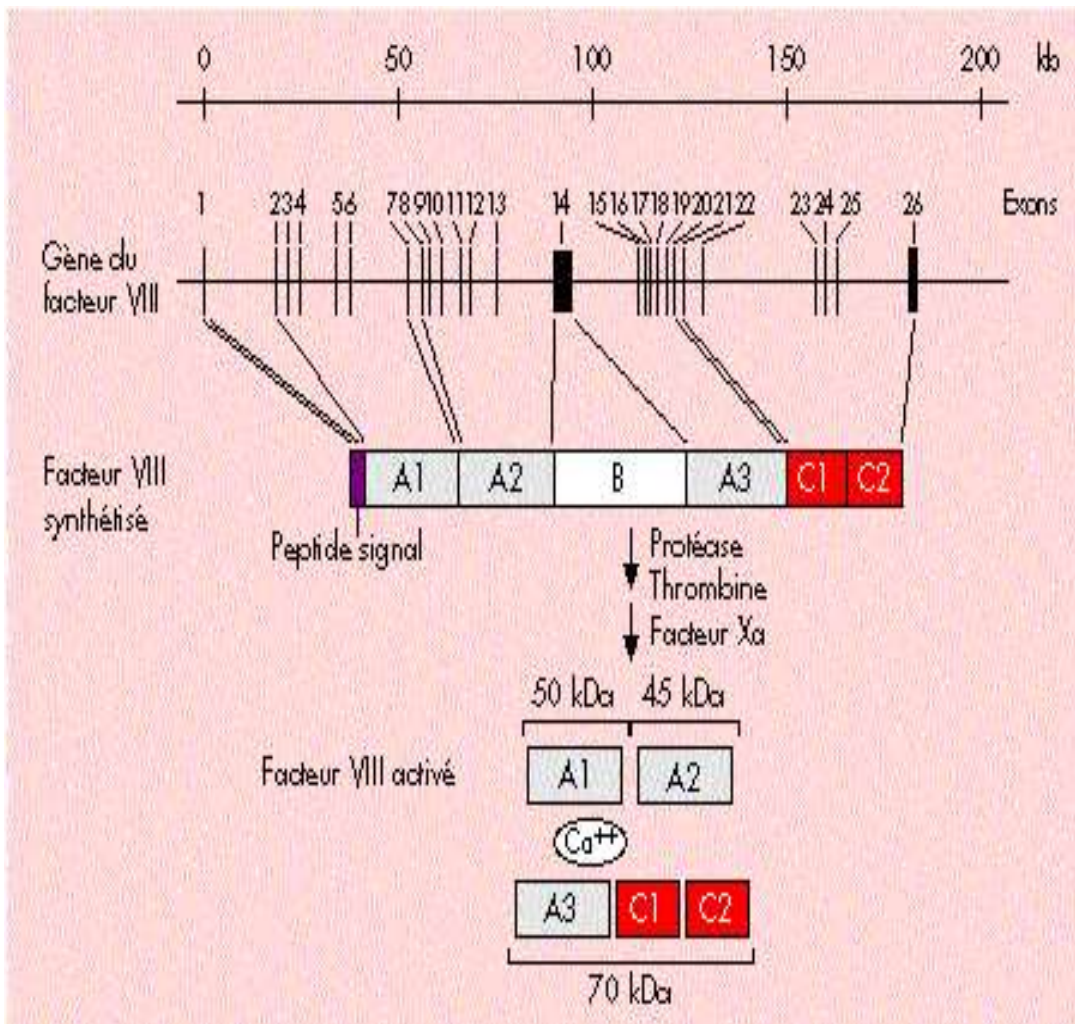 0 50 100 150 200 kb
1 2 3 4 5 6 7 8 9 10 11 12 13 14 15 16 17 18 19 20 21 22 23 24 25 26 Exons
Gène du
facteur VIII
Facteur VIII
synthétisé
A1 A2 B A3 C1 C2
Peptide signal
Protéase
Thrombine
Facteur Xa
50 kDa 45 kDa
Facteur VIII activé
A1 A2
Ca++
A3 C1 C2
70 kDa